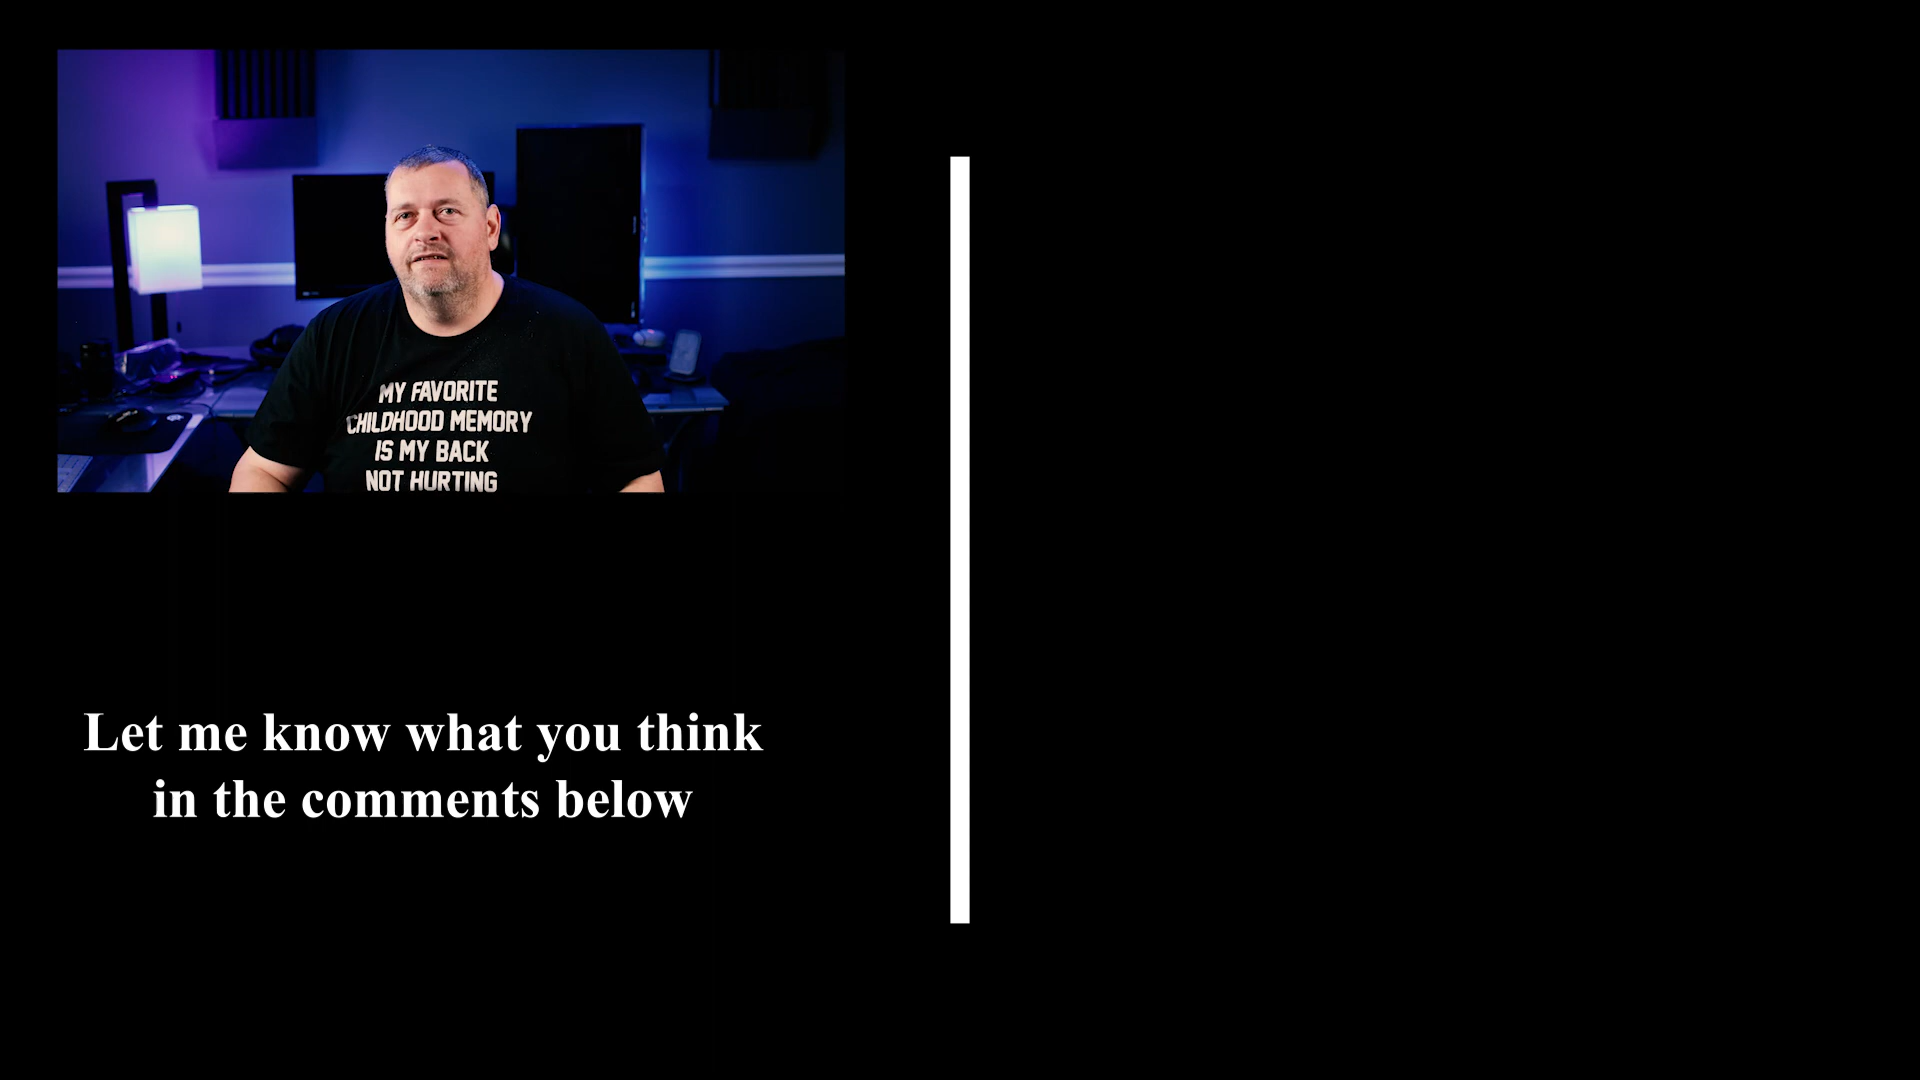 MY FAVORITE
CHILDHOOD MEMORY
IS MY BACK
NOT HURTING
Let me know what you think
in the comments below